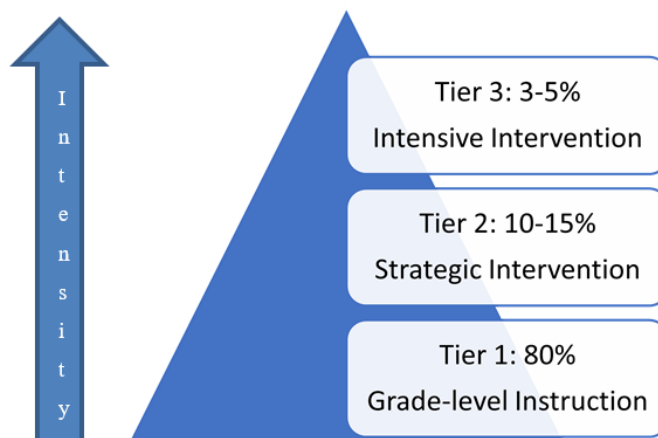 Intensity
Tier 3: 3-5%
Intensive Intervention
Tier 2: 10-15%
Strategic Intervention
Tier 1: 80%
Grade-level Instruction